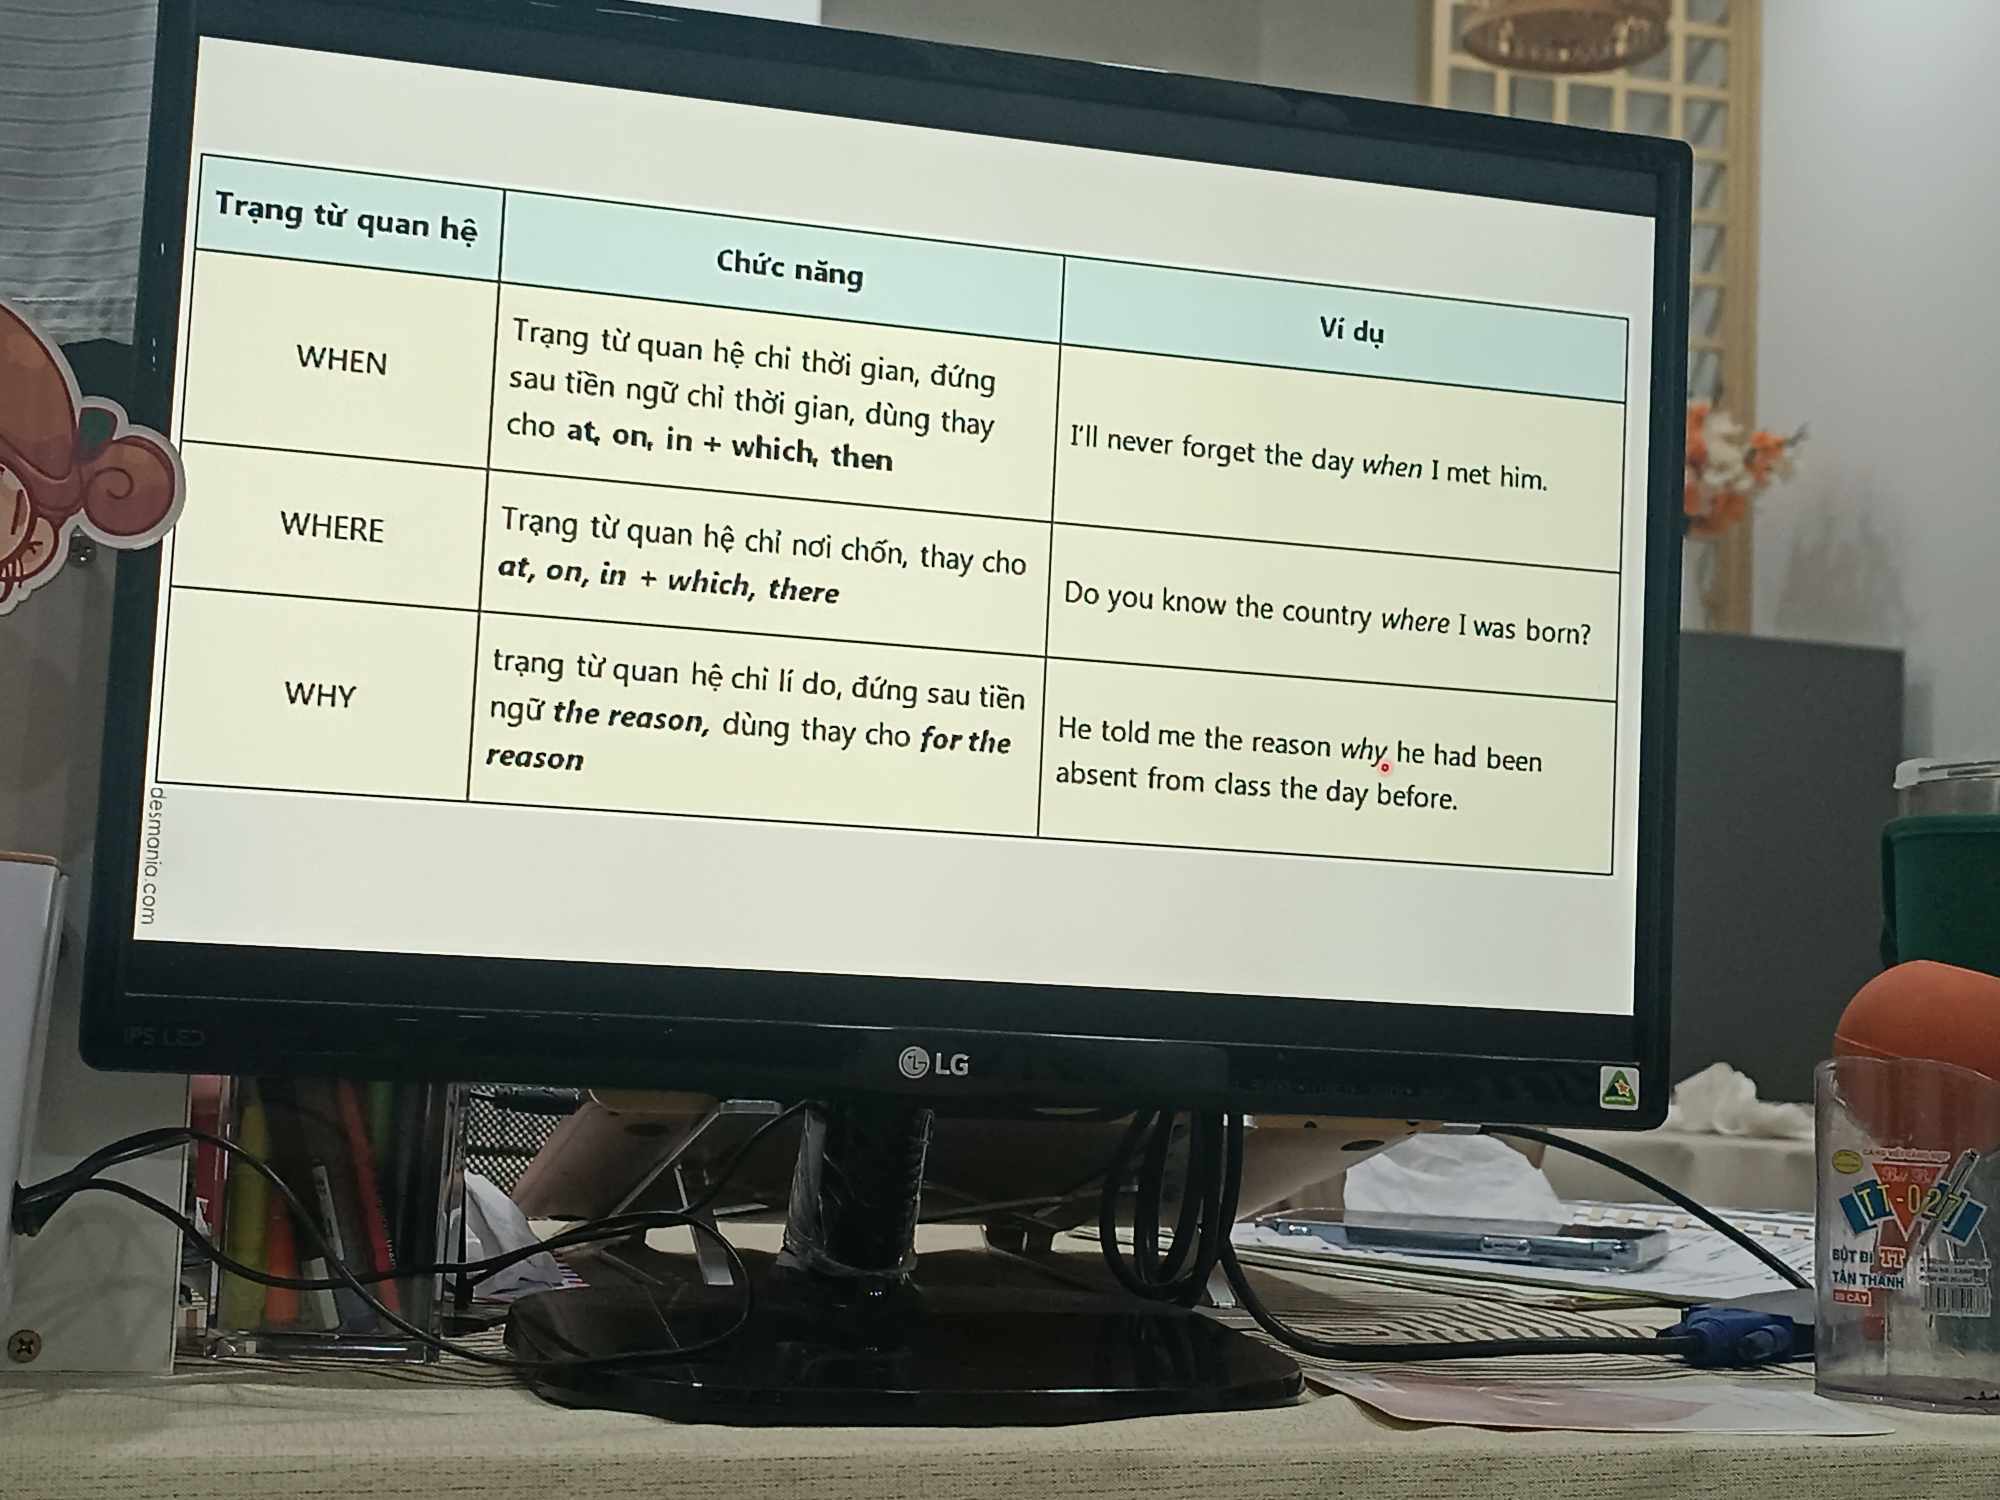 Trạng từ quan hệ
Chức năng
Ví dụ
WHEN
Trạng từ quan hệ chỉ thời gian, đứng
sau tiền ngữ chỉ thời gian, dùng thay
cho at, on, in + which, then
I'll never forget the day when I met him.
WHERE
Trạng từ quan hệ chỉ nơi chốn, thay cho
at, on, in + which, there
Do you know the country where I was born?
WHY
trạng từ quan hệ chỉ lí do, đứng sau tiền
ngữ the reason, dùng thay cho for the
reason
He told me the reason why he had been
absent from class the day before.
desmania.com
IPS LED
LG
TT-027
BÚT BI TT
TÂN THÀNH
20 CÂY